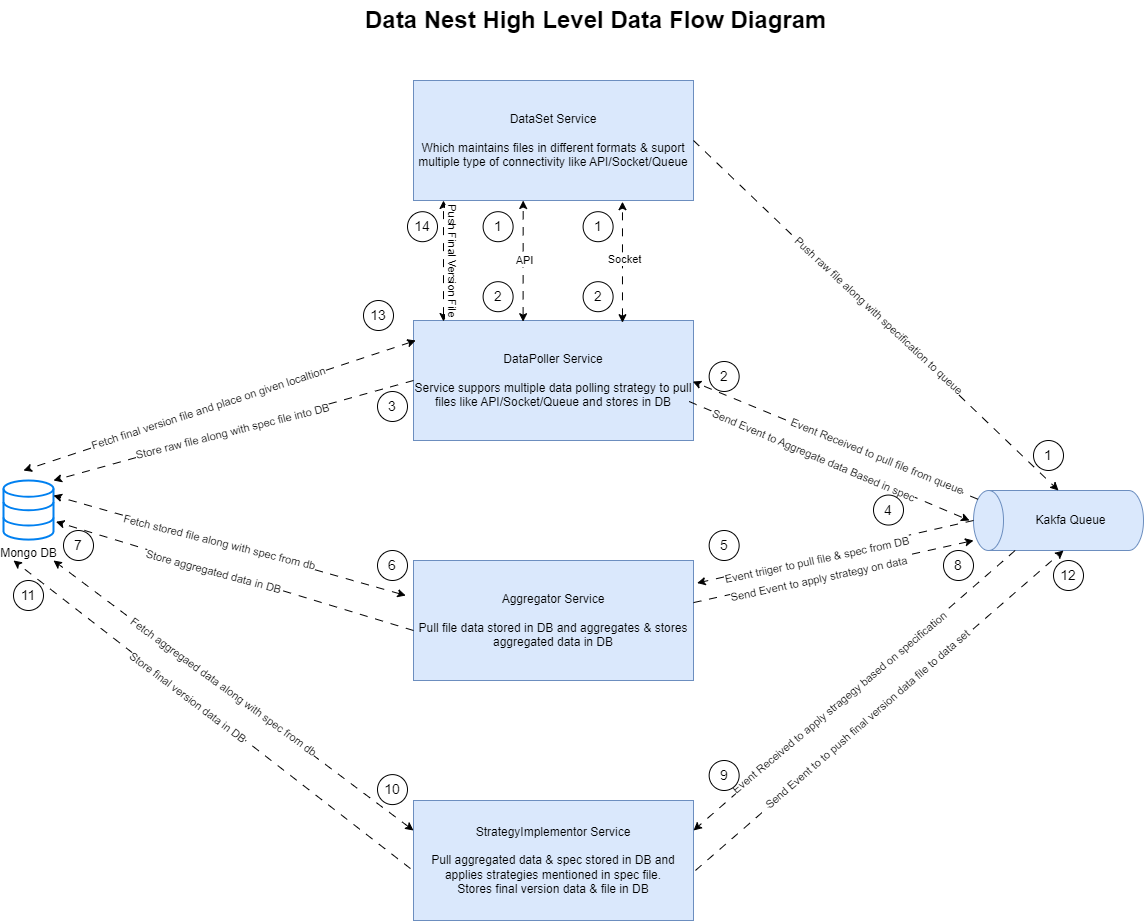 Data Nest High Level Data Flow Diagram
DataSet Service
Which maintains files in different formats & suport
multiple type of connectivity like API/Socket/Queue
14
Push Final Version File
1
1
API
Socket
2
2
Push raw file along with specification to queue
13
DataPoller Service
Service suppors multiple data polling strategy to pull
files like API/Socket/Queue and stores in DB
2
3
Fetch final version file and place on given localtion
Store raw file along with spec file into DB
Event Received to pull file from queue
Send Event to Aggregate data Based in spec
1
4
Kakfa Queue
Mongo DB
7
Fetch stored file along with spec from db
Store aggregated data in DB
6
5
Event triiger to pull file & spec from DB
Send Event to apply strategy on data
8
12
11
Aggregator Service
Pull file data stored in DB and aggregates & stores
aggregated data in DB
Fetch aggregaed data along with spec from db
Store final version data in DB
Event Received to apply stragegy based on specification
Send Event to to push final version data file to data set
10
9
StrategyImplementor Service
Pull aggregated data & spec stored in DB and
applies strategies mentioned in spec file.
Stores final version data & file in DB